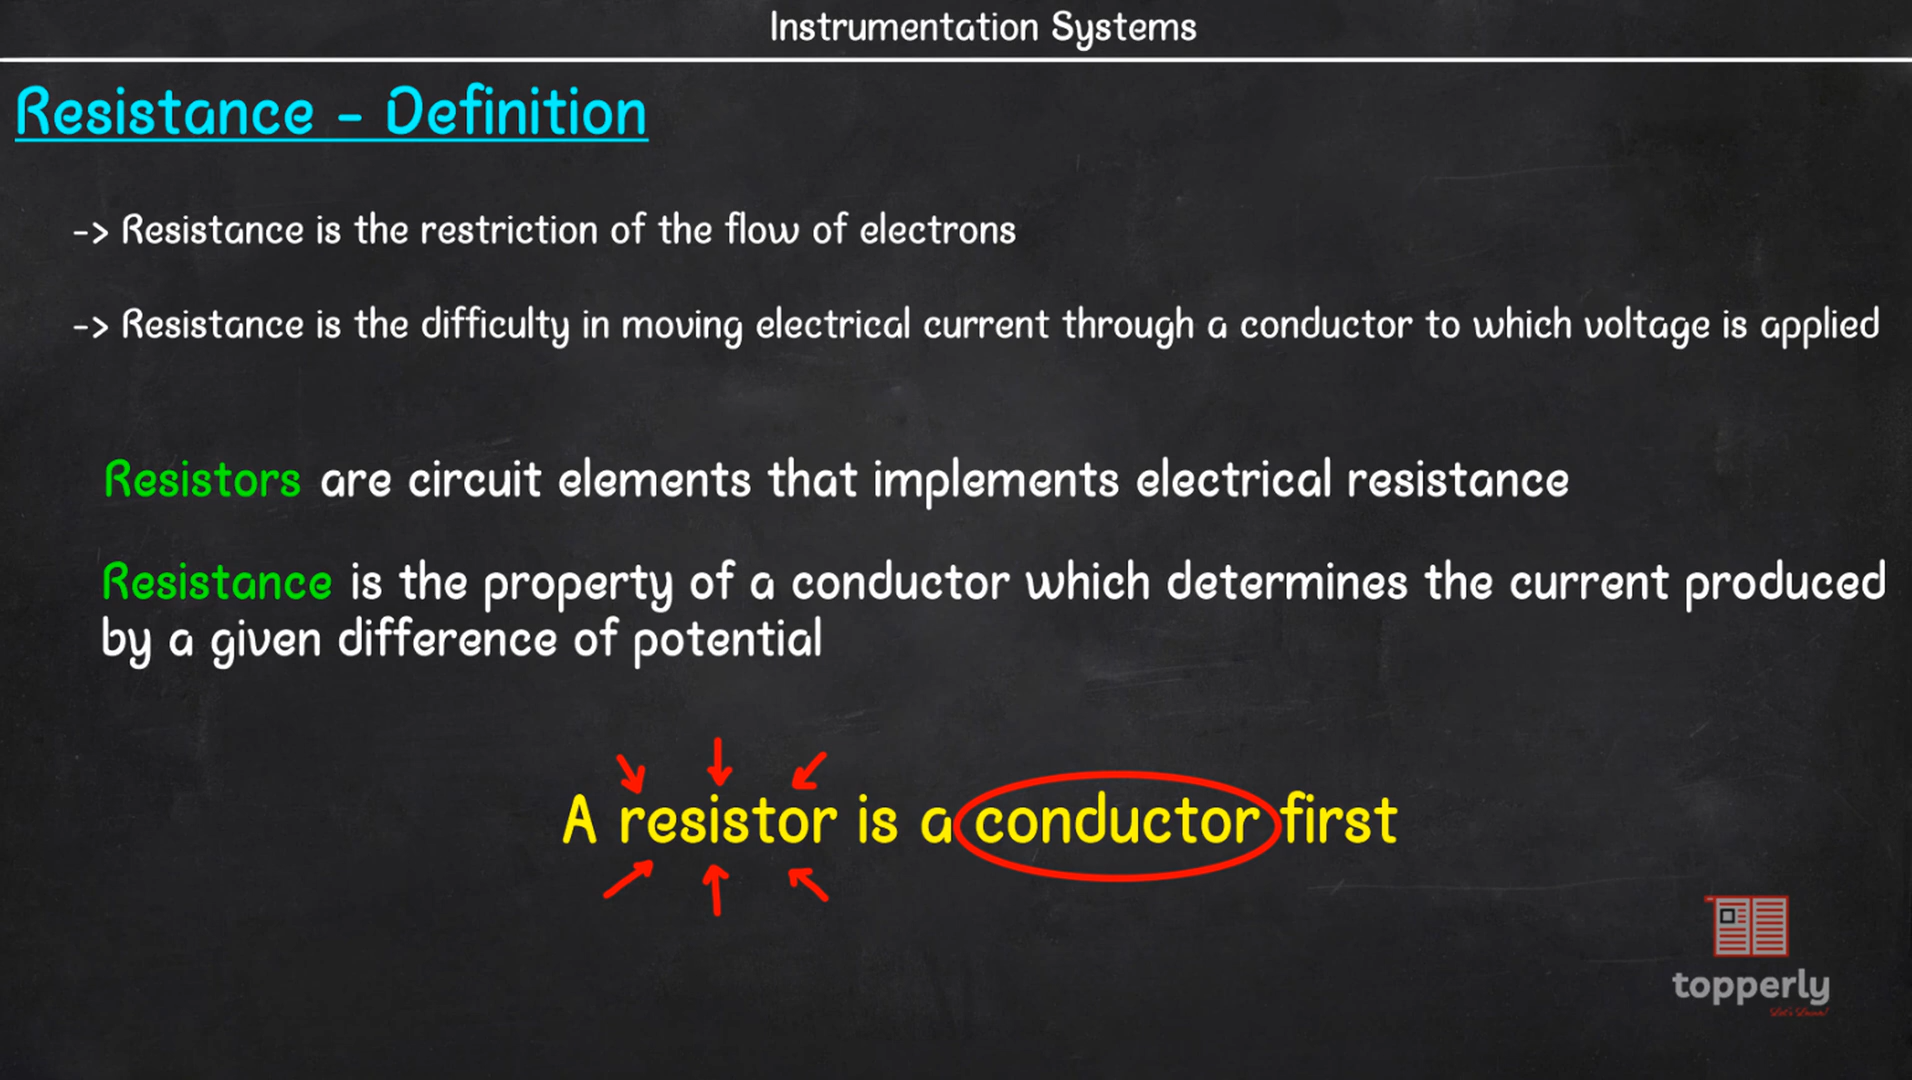 Instrumentation Systems
Resistance - Definition
-> Resistance is the restriction of the flow of electrons
-> Resistance is the difficulty in moving electrical current through a conductor to which voltage is applied
Resistors are circuit elements that implements electrical resistance
Resistance is the property of a conductor which determines the current produced
by a given difference of potential
A resistor is a conductor first
topperly
Let's Learn!